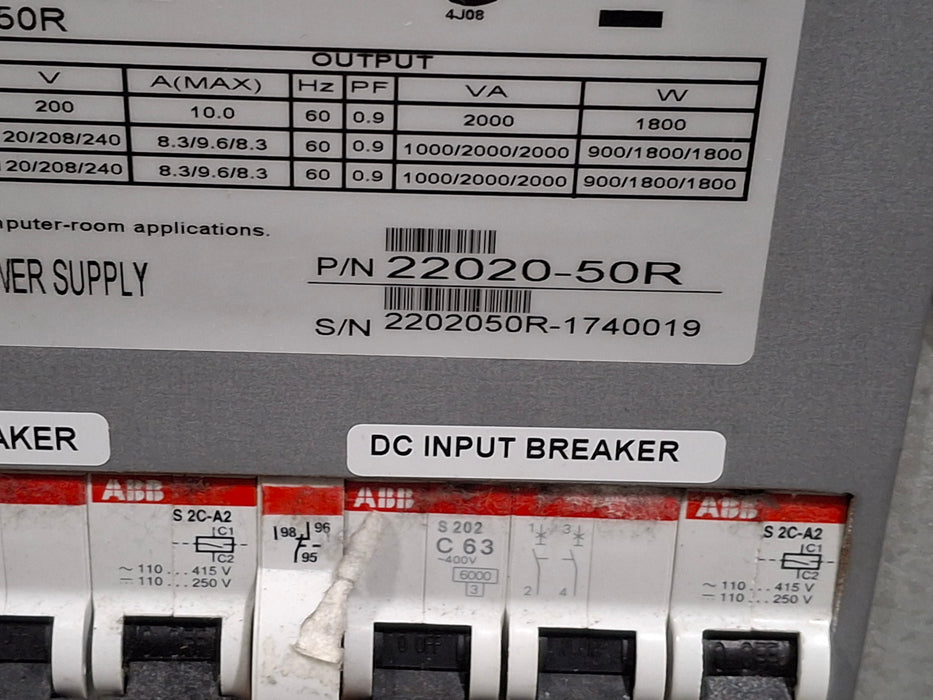 50R
4J08
OUTPUT
V A(MAX) Hz PF VA W
200 10.0 60 0.9 2000 1800
20/208/240 8.3/9.6/8.3 60 0.9 1000/2000/2000 900/1800/1800
20/208/240 8.3/9.6/8.3 60 0.9 1000/2000/2000 900/1800/1800
mputer-room applications.
WER SUPPLY
P/N 22020-50R
S/N 2202050R-1740019
AKER
DC INPUT BREAKER
ABB
S 2C-A2
C1
C2
~ 110...415 V
110...250 V
98 96
95
ABB
S 202
C 63
~400V
6000
3
1 3
2 4
ABB
S 2C-A2
C1
C2
~ 110...415 V
110...250 V
0 OFF